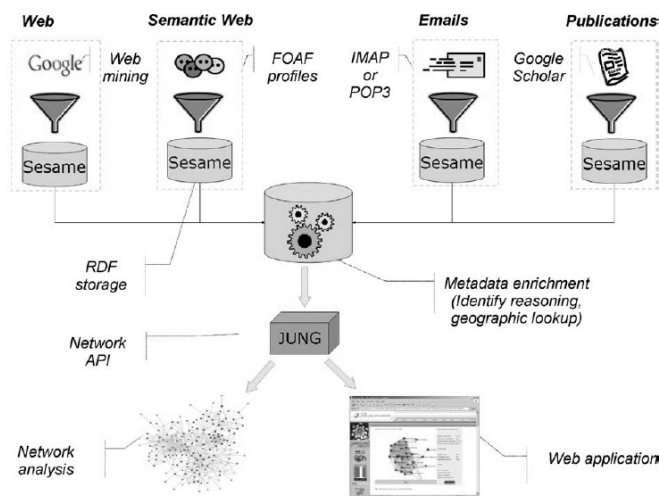 Web
Semantic Web
Emails
Publications
Google
Web
mining
FOAF
profiles
IMAP
or
POP3
Google
Scholar
Sesame
Sesame
Sesame
Sesame
RDF
storage
Metadata enrichment
(Identify reasoning,
geographic lookup)
Network
API
JUNG
Network
analysis
Web application